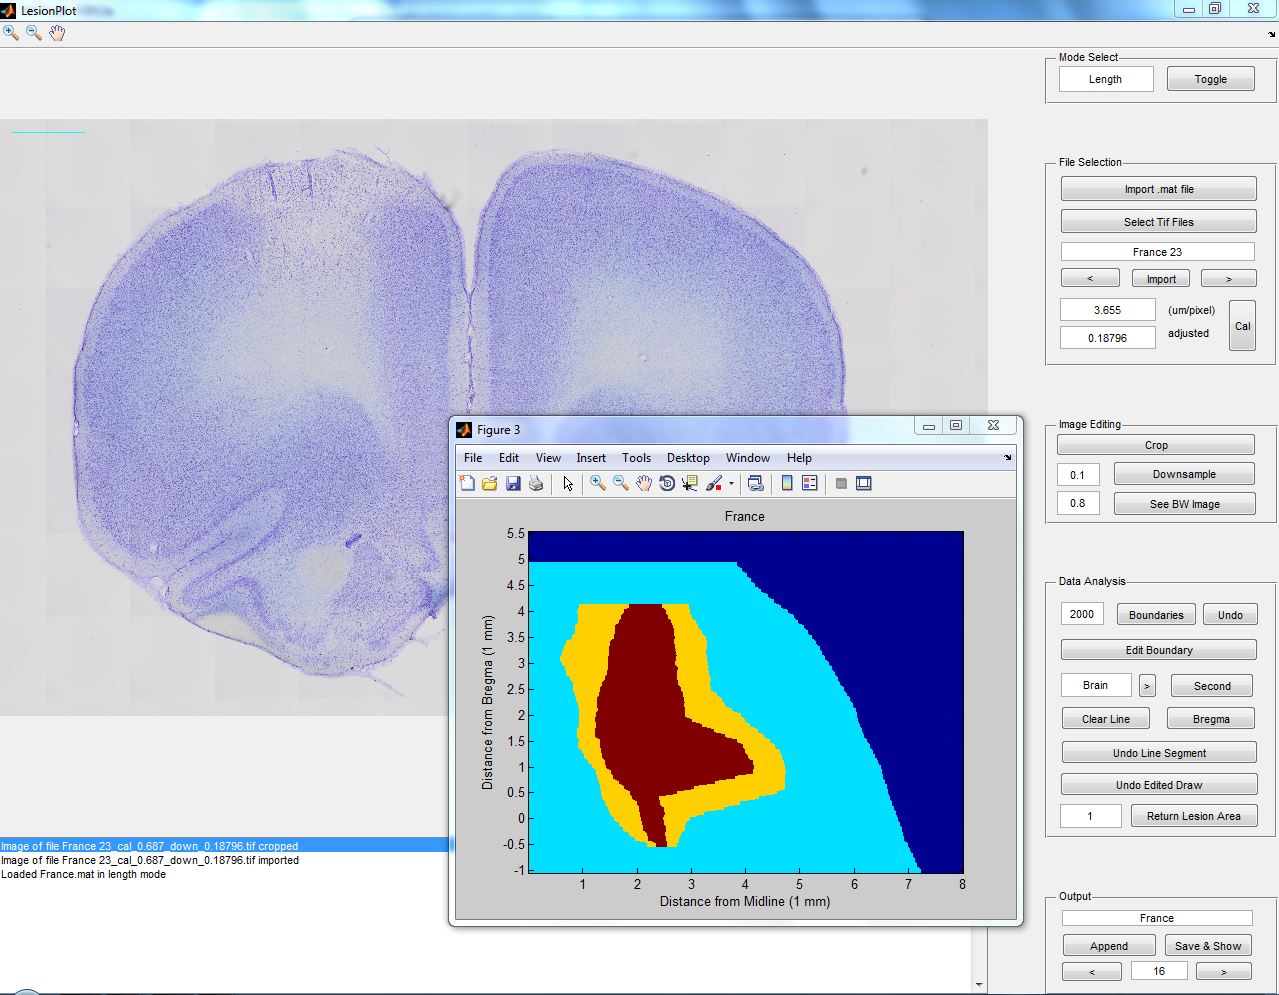 LesionPlot
Mode Select
Length
Toggle
File Selection
Import .mat file
Select Tif Files
France 23
<
Import
>
3.655
(um/pixel)
0.18796
adjusted
Cal
Image Editing
Crop
0.1
Downsample
0.8
See BW Image
Data Analysis
2000
Boundaries
Undo
Edit Boundary
Brain
>
Second
Clear Line
Bregma
Undo Line Segment
Undo Edited Draw
1
Return Lesion Area
Output
France
Append
Save & Show
<
16
>
Figure 3
File Edit View Insert Tools Desktop Window Help
France
5.5
5
4.5
4
3.5
3
2.5
2
1.5
1
0.5
0
-0.5
-1
Distance from Bregma (1 mm)
1 2 3 4 5 6 7 8
Distance from Midline (1 mm)
Image of file France 23_cal_0.687_down_0.18796.tif cropped
Image of file France 23_cal_0.687_down_0.18796.tif imported
Loaded France.mat in length mode